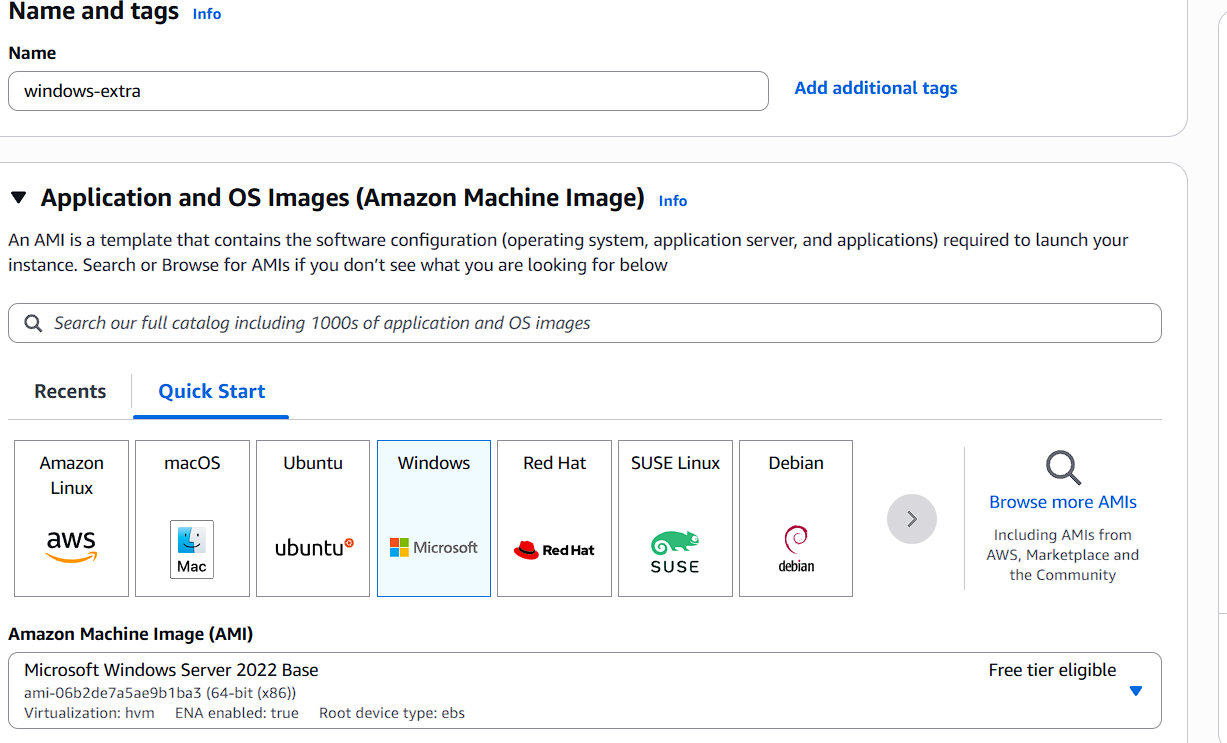 Name and tags Info
Name
windows-extra
Add additional tags
Application and OS Images (Amazon Machine Image) Info
An AMI is a template that contains the software configuration (operating system, application server, and applications) required to launch your
instance. Search or Browse for AMIs if you don’t see what you are looking for below
Search our full catalog including 1000s of application and OS images
Recents
Quick Start
Amazon
Linux
aws
macOS
Mac
Ubuntu
ubuntu
Windows
Microsoft
Red Hat
Red Hat
SUSE Linux
SUSE
Debian
debian
Browse more AMIs
Including AMIs from
AWS, Marketplace and
the Community
Amazon Machine Image (AMI)
Microsoft Windows Server 2022 Base
Free tier eligible
ami-06b2de7a5ae9b1ba3 (64-bit (x86))
Virtualization: hvm ENA enabled: true Root device type: ebs